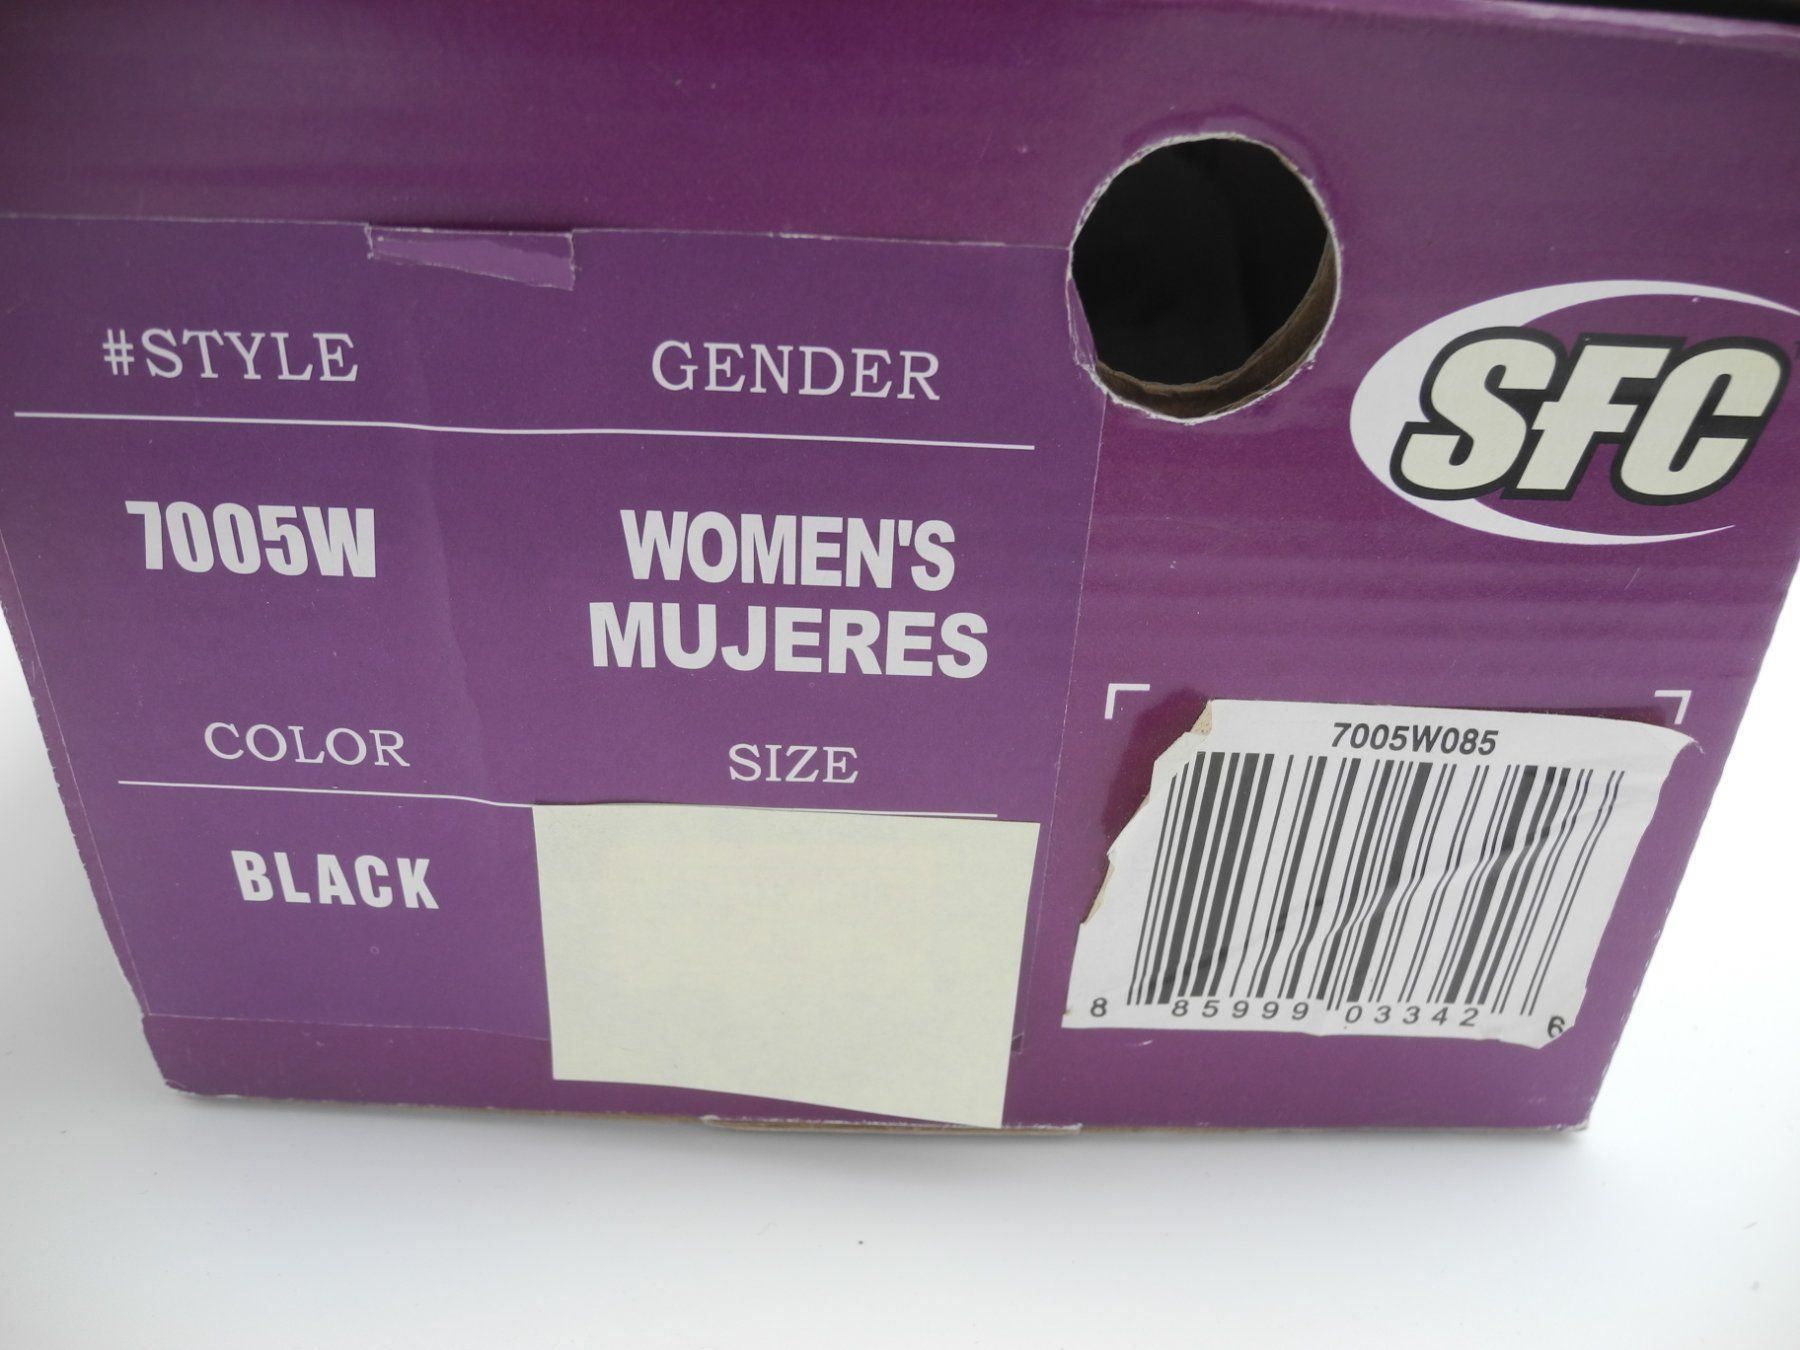 #STYLE
GENDER
7005W
WOMEN'S
MUJERES
COLOR
SIZE
BLACK
SFC
7005W085
8 85999 03342 6